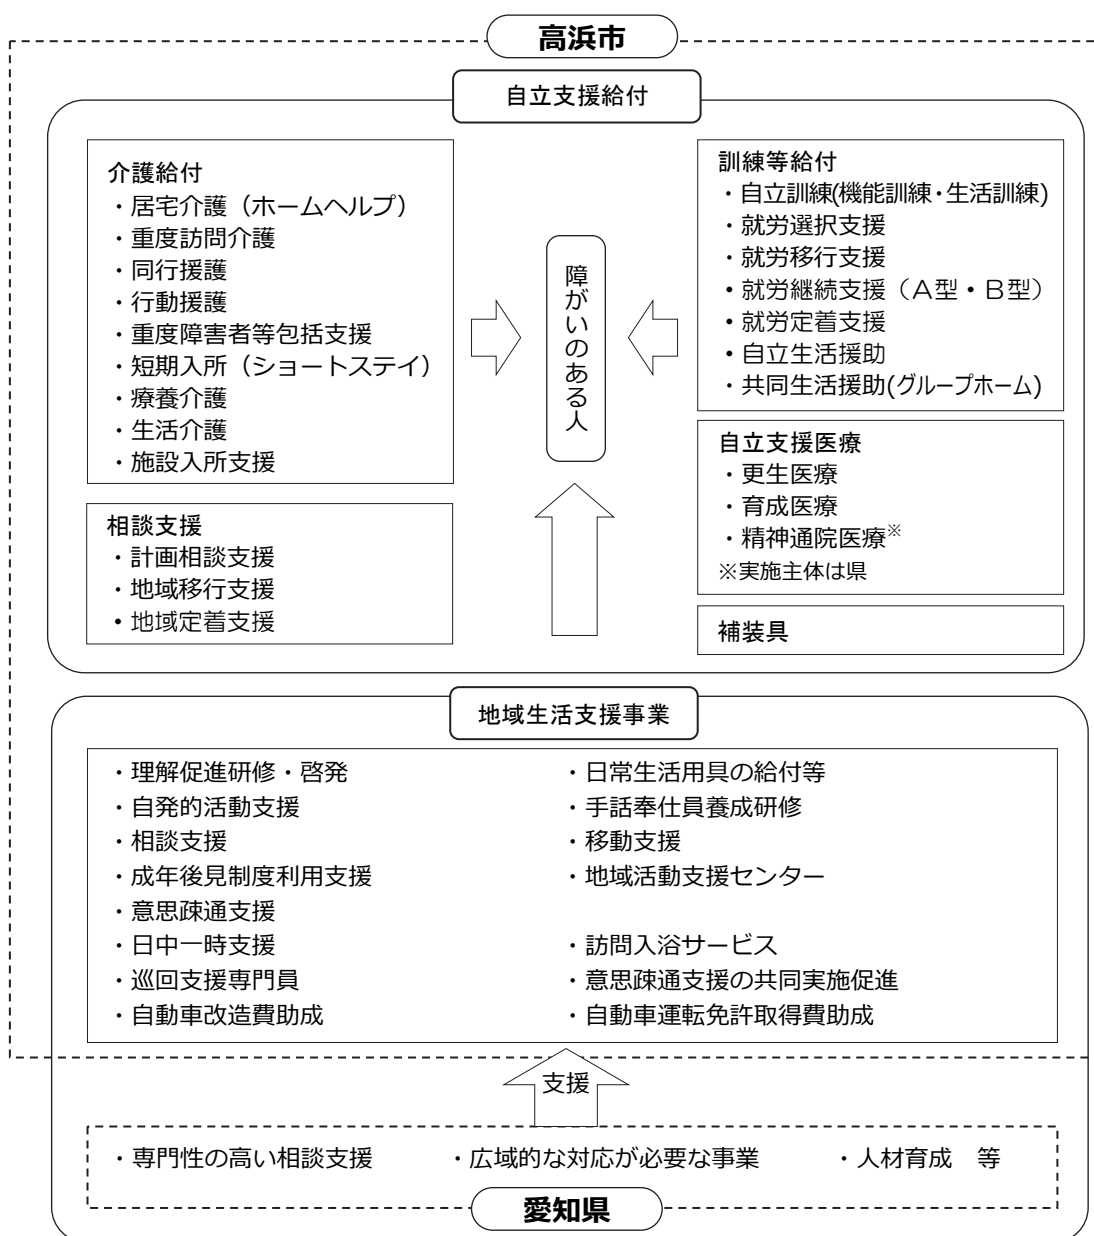 高浜市
自立支援給付
介護給付
・居宅介護（ホームヘルプ）
・重度訪問介護
・同行援護
・行動援護
・重度障害者等包括支援
・短期入所（ショートステイ）
・療養介護
・生活介護
・施設入所支援
相談支援
・計画相談支援
・地域移行支援
・地域定着支援
障がいのある人
訓練等給付
・自立訓練(機能訓練・生活訓練)
・就労選択支援
・就労移行支援
・就労継続支援（Ａ型・Ｂ型）
・就労定着支援
・自立生活援助
・共同生活援助(グループホーム)
自立支援医療
・更生医療
・育成医療
・精神通院医療※
※実施主体は県
補装具
地域生活支援事業
・理解促進研修・啓発
・自発的活動支援
・相談支援
・成年後見制度利用支援
・意思疎通支援
・日中一時支援
・巡回支援専門員
・自動車改造費助成
・日常生活用具の給付等
・手話奉仕員養成研修
・移動支援
・地域活動支援センター
・訪問入浴サービス
・意思疎通支援の共同実施促進
・自動車運転免許取得費助成
支援
・専門性の高い相談支援　・広域的な対応が必要な事業　・人材育成　等
愛知県